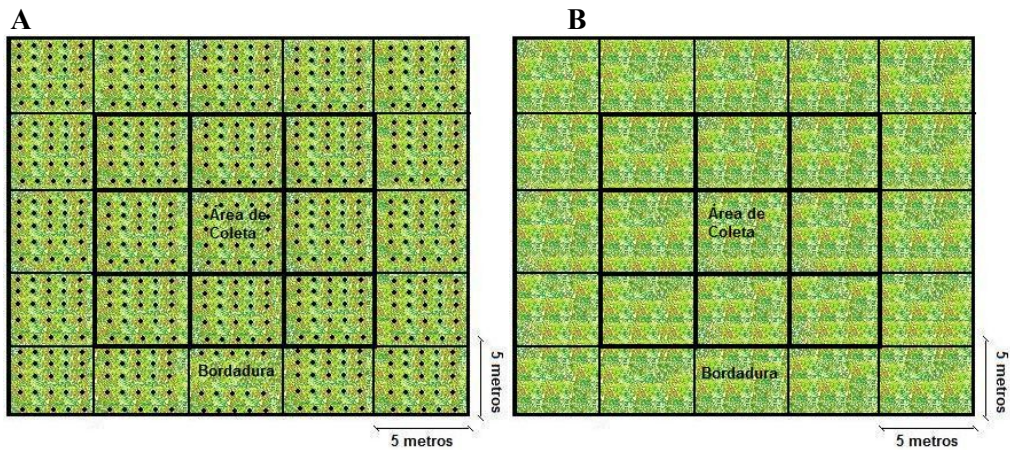 A
B
Área de
Coleta
Área de
Coleta
Bordadura
Bordadura
5 metros
5 metros
5 metros
5 metros